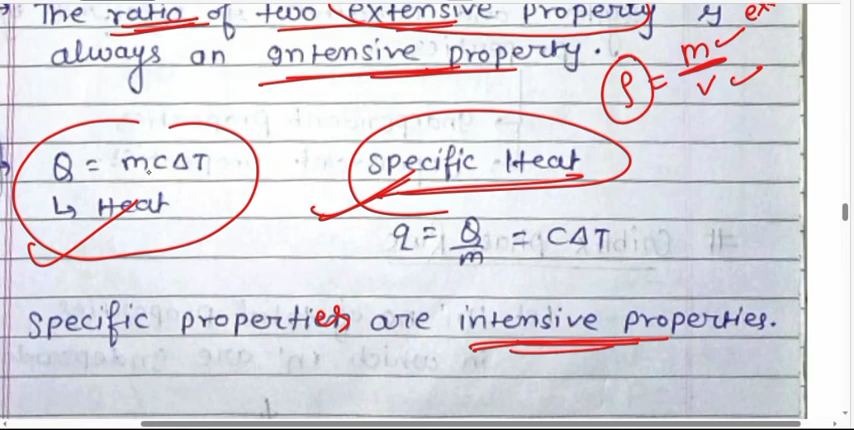 The ratio of two extensive property is ex
always an intensive property.
ρ = m/v
Q = mcΔT
↳ Heat
Specific Heat
q = Q/m = CΔT
Specific properties are intensive properties.